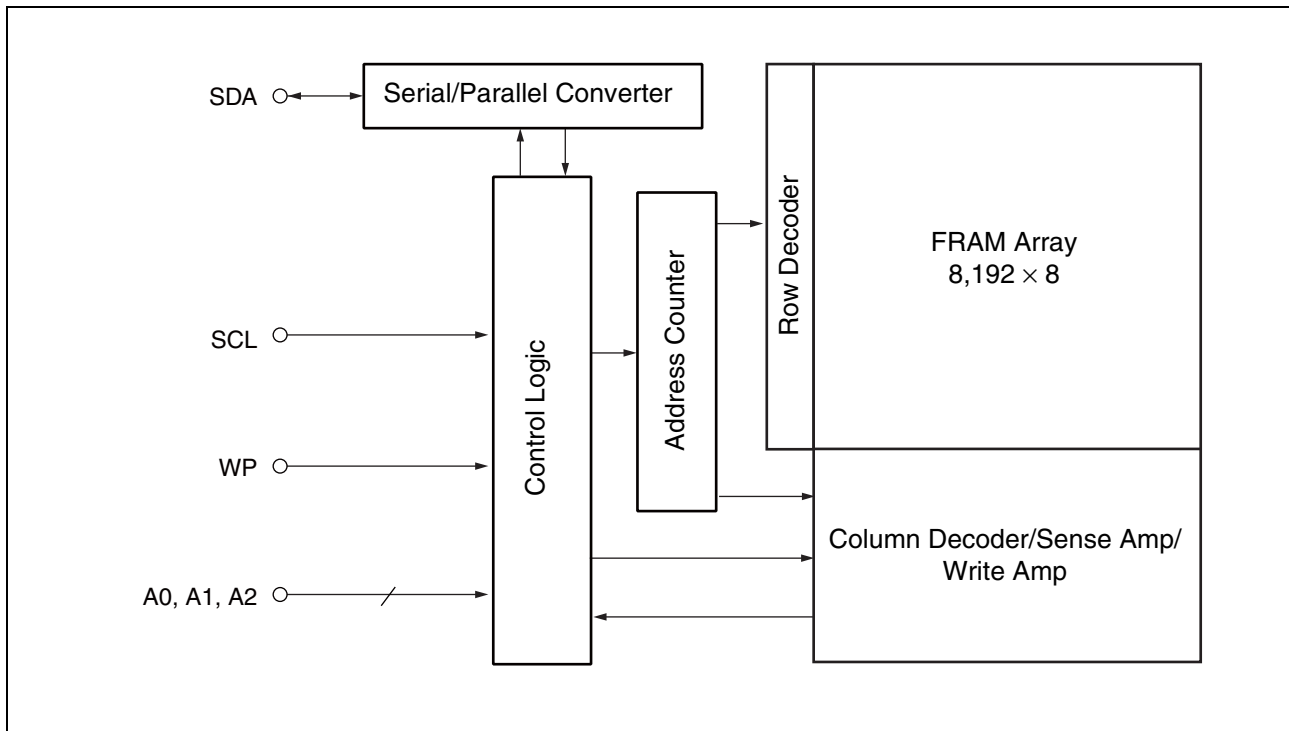 SDA
Serial/Parallel Converter
SCL
WP
A0, A1, A2
Control Logic
Address Counter
Row Decoder
FRAM Array
8,192 × 8
Column Decoder/Sense Amp/
Write Amp